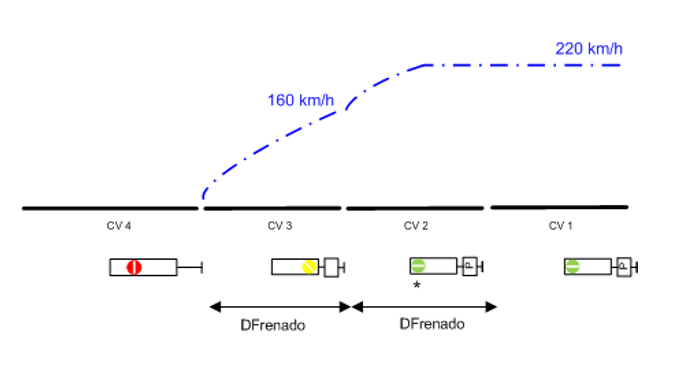 220 km/h
160 km/h
CV 4
CV 3
CV 2
CV 1
P
P
*
DFrenado
DFrenado